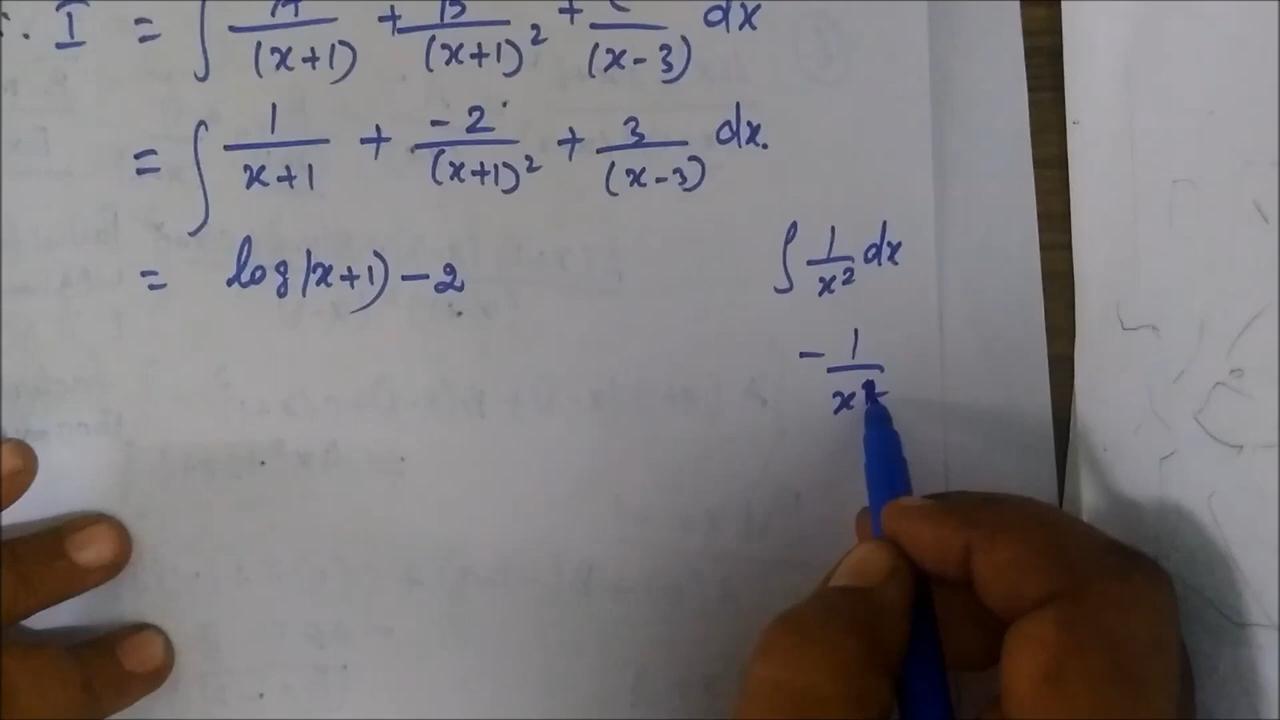 ∴ I = ∫ A/(x+1) + B/(x+1)² + C/(x-3) dx
= ∫ 1/x+1 + -2/(x+1)² + 3/(x-3) dx.
= log|x+1) - 2
∫ 1/x² dx
- 1/x